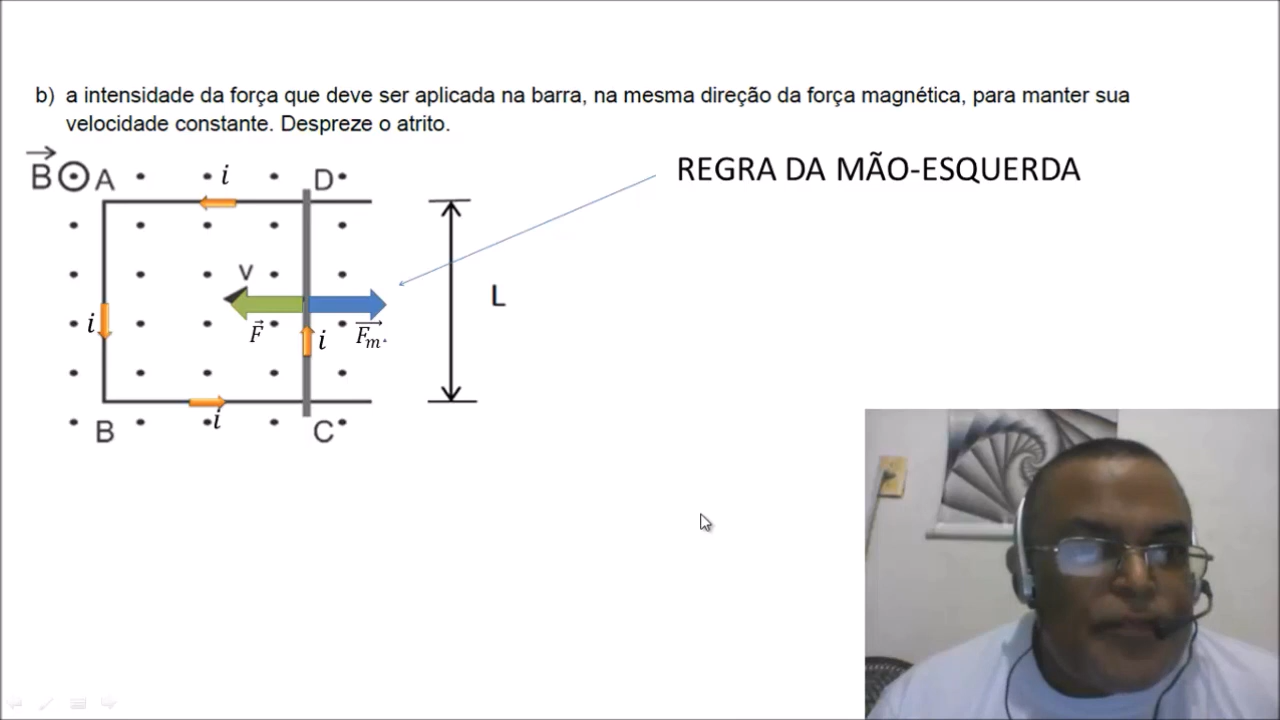 b) a intensidade da força que deve ser aplicada na barra, na mesma direção da força magnética, para manter sua
velocidade constante. Despreze o atrito.
B A i D
REGRA DA MÃO-ESQUERDA
v
L
i F i Fm.
i
B C